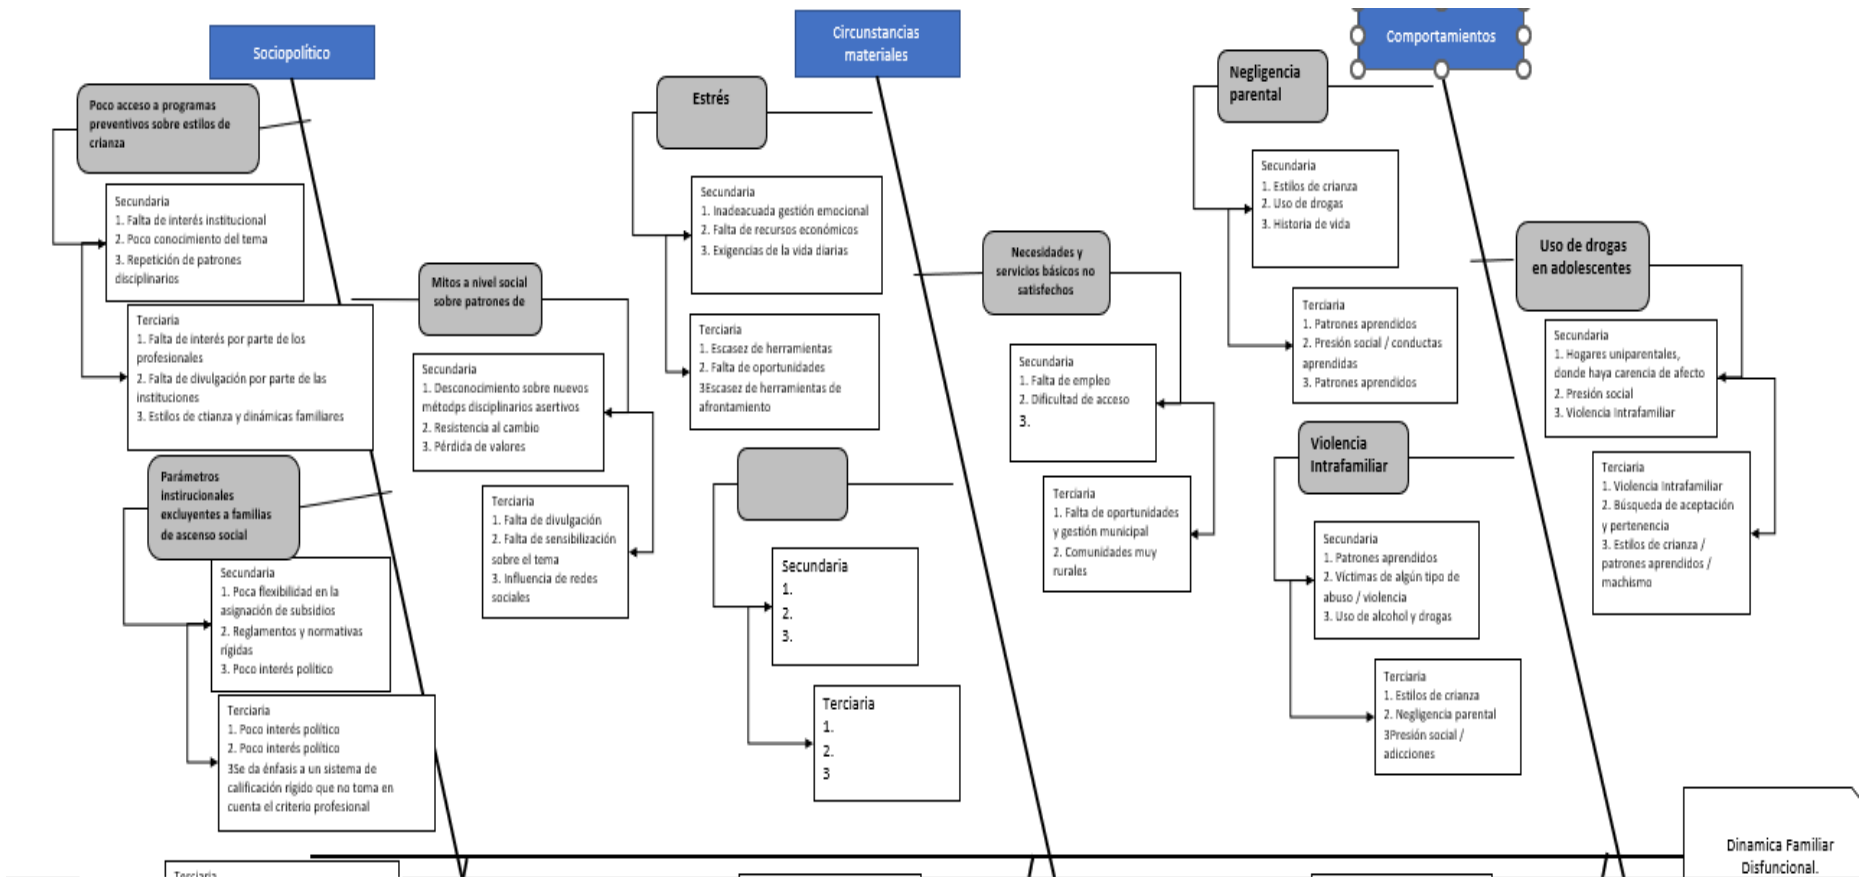 Sociopolítico
Poco acceso a programas
preventivos sobre estilos de
crianza
Secundaria
1. Falta de interés institucional
2. Poco conocimiento del tema
3. Repetición de patrones
disciplinarios
Terciaria
1. Falta de interés por parte de los
profesionales
2. Falta de divulgación por parte de las
instituciones
3. Estilos de ctianza y dinámicas familiares
Parámetros
institucionales
excluyentes a familias
de ascenso social
Secundaria
1. Poca flexibilidad en la
asignación de subsidios
2. Reglamentos y normativas
rígidas
3. Poco interés político
Terciaria
1. Poco interés político
2. Poco interés político
3Se da énfasis a un sistema de
calificación rígido que no toma en
cuenta el criterio profesional
Terciaria
Mitos a nivel social
sobre patrones de
Secundaria
1. Desconocimiento sobre nuevos
métodps disciplinarios asertivos
2. Resistencia al cambio
3. Pérdida de valores
Terciaria
1. Falta de divulgación
2. Falta de sensibilización
sobre el tema
3. Influencia de redes
sociales
Circunstancias
materiales
Estrés
Secundaria
1. Inadeacuada gestión emocional
2. Falta de recursos económicos
3. Exigencias de la vida diarias
Terciaria
1. Escasez de herramientas
2. Falta de oportunidades
3Escasez de herramientas de
afrontamiento
Secundaria
1.
2.
3.
Terciaria
1.
2.
3
Necesidades y
servicios básicos no
satisfechos
Secundaria
1. Falta de empleo
2. Dificultad de acceso
3.
Terciaria
1. Falta de oportunidades
y gestión municipal
2. Comunidades muy
rurales
Comportamientos
Negligencia
parental
Secundaria
1. Estilos de crianza
2. Uso de drogas
3. Historia de vida
Terciaria
1. Patrones aprendidos
2. Presión social / conductas
aprendidas
3. Patrones aprendidos
Violencia
Intrafamiliar
Secundaria
1. Patrones aprendidos
2. Víctimas de algún tipo de
abuso / violencia
3. Uso de alcohol y drogas
Terciaria
1. Estilos de crianza
2. Negligencia parental
3Presión social /
adicciones
Uso de drogas
en adolescentes
Secundaria
1. Hogares uniparentales,
donde haya carencia de afecto
2. Presión social
3. Violencia Intrafamiliar
Terciaria
1. Violencia Intrafamiliar
2. Búsqueda de aceptación
y pertenencia
3. Estilos de crianza /
patrones aprendidos /
machismo
Dinamica Familiar
Disfuncional.